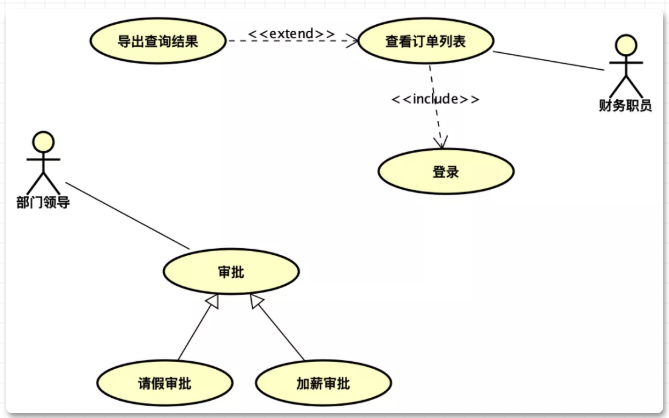 导出查询结果
<<extend>>
查看订单列表
<<include>>
财务职员
登录
部门领导
审批
请假审批
加薪审批